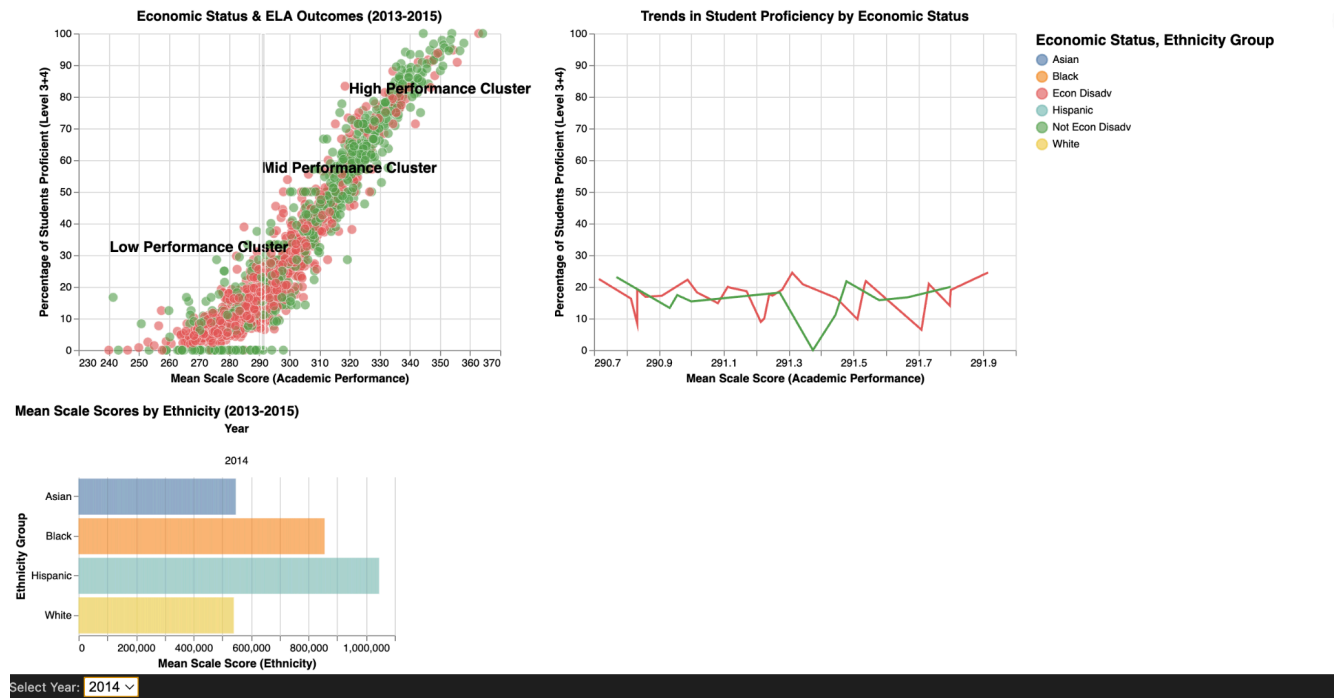 Economic Status & ELA Outcomes (2013-2015)
Percentage of Students Proficient (Level 3+4)
100
90
80
70
60
50
40
30
20
10
0
High Performance Cluster
Mid Performance Cluster
Low Performance Cluster
230 240 250 260 270 280 290 300 310 320 330 340 350 360 370
Mean Scale Score (Academic Performance)
Trends in Student Proficiency by Economic Status
Percentage of Students Proficient (Level 3+4)
100
90
80
70
60
50
40
30
20
10
0
290.7 290.9 291.1 291.3 291.5 291.7 291.9
Mean Scale Score (Academic Performance)
Economic Status, Ethnicity Group
Asian
Black
Econ Disadv
Hispanic
Not Econ Disadv
White
Mean Scale Scores by Ethnicity (2013-2015)
Year
2014
Ethnicity Group
Asian
Black
Hispanic
White
0 200,000 400,000 600,000 800,000 1,000,000
Mean Scale Score (Ethnicity)
Select Year: 2014